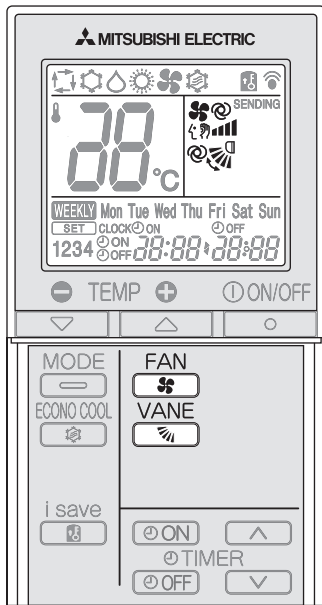 MITSUBISHI ELECTRIC
SENDING
88°C
WEEKLY Mon Tue Wed Thu Fri Sat Sun
SET CLOCK ON OFF
1234 ON OFF 88:88 88:88
TEMP ON/OFF
MODE FAN
ECONO COOL VANE
i save
ON
TIMER
OFF